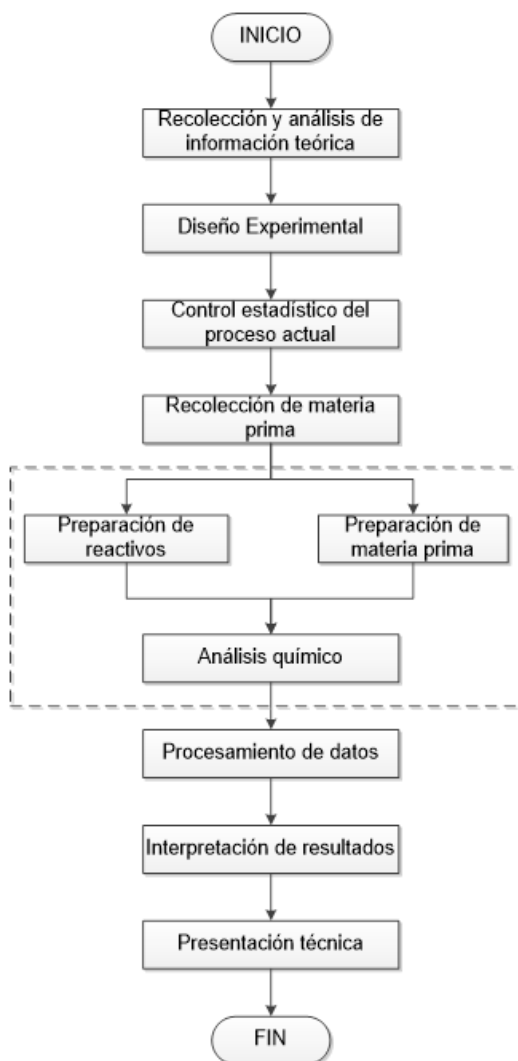 INICIO
Recolección y análisis de
información teórica
Diseño Experimental
Control estadístico del
proceso actual
Recolección de materia
prima
Preparación de
reactivos
Preparación de
materia prima
Análisis químico
Procesamiento de datos
Interpretación de resultados
Presentación técnica
FIN